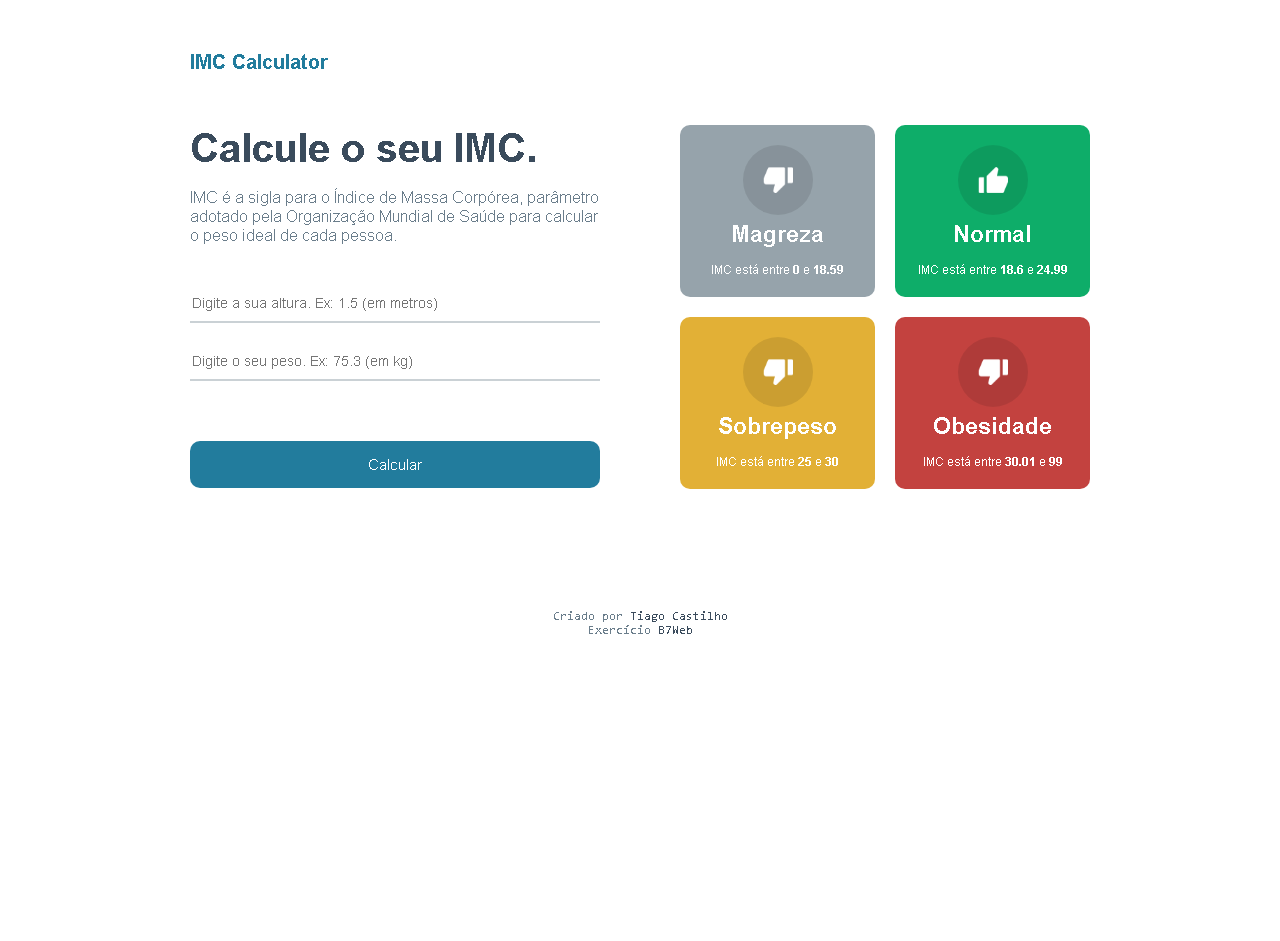 IMC Calculator
Calcule o seu IMC.
IMC é a sigla para o Índice de Massa Corpórea, parâmetro
adotado pela Organização Mundial de Saúde para calcular
o peso ideal de cada pessoa.
Digite a sua altura. Ex: 1.5 (em metros)
Digite o seu peso. Ex: 75.3 (em kg)
Calcular
Magreza
IMC está entre 0 e 18.59
Normal
IMC está entre 18.6 e 24.99
Sobrepeso
IMC está entre 25 e 30
Obesidade
IMC está entre 30.01 e 99
Criado por Tiago Castilho
Exercício B7Web